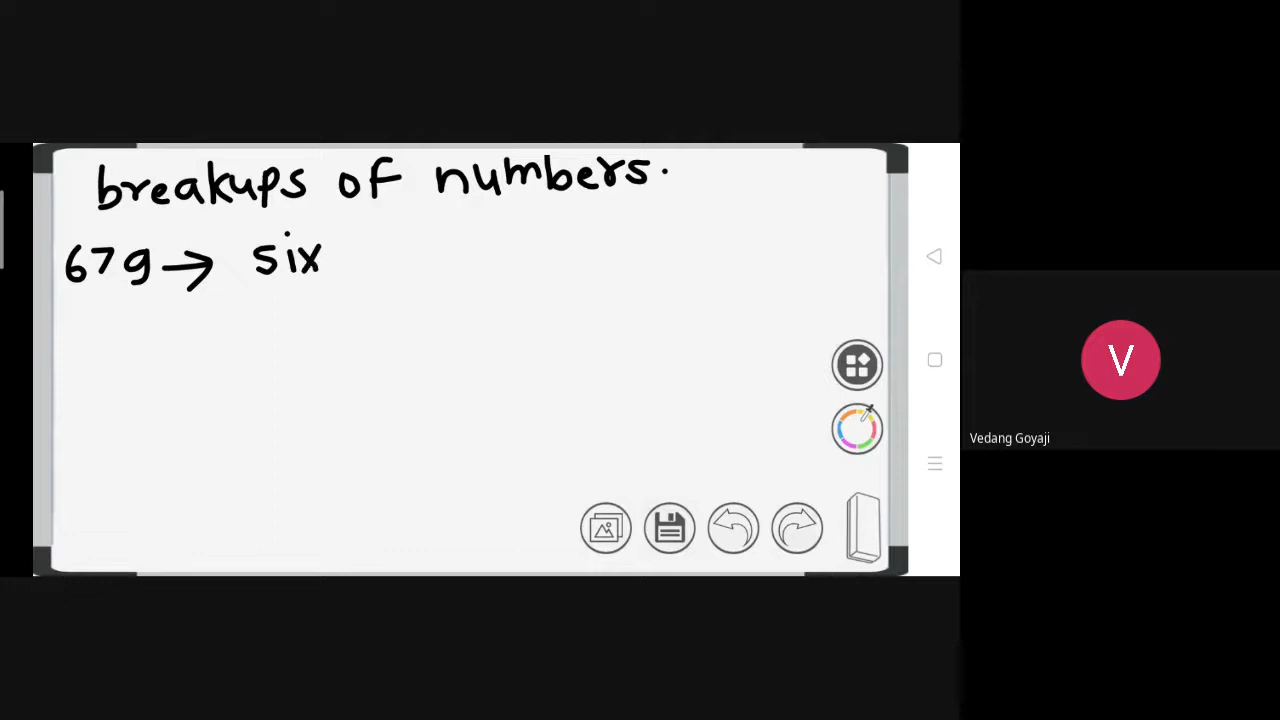 breakups of numbers.
679 → six
V
Vedang Goyaji